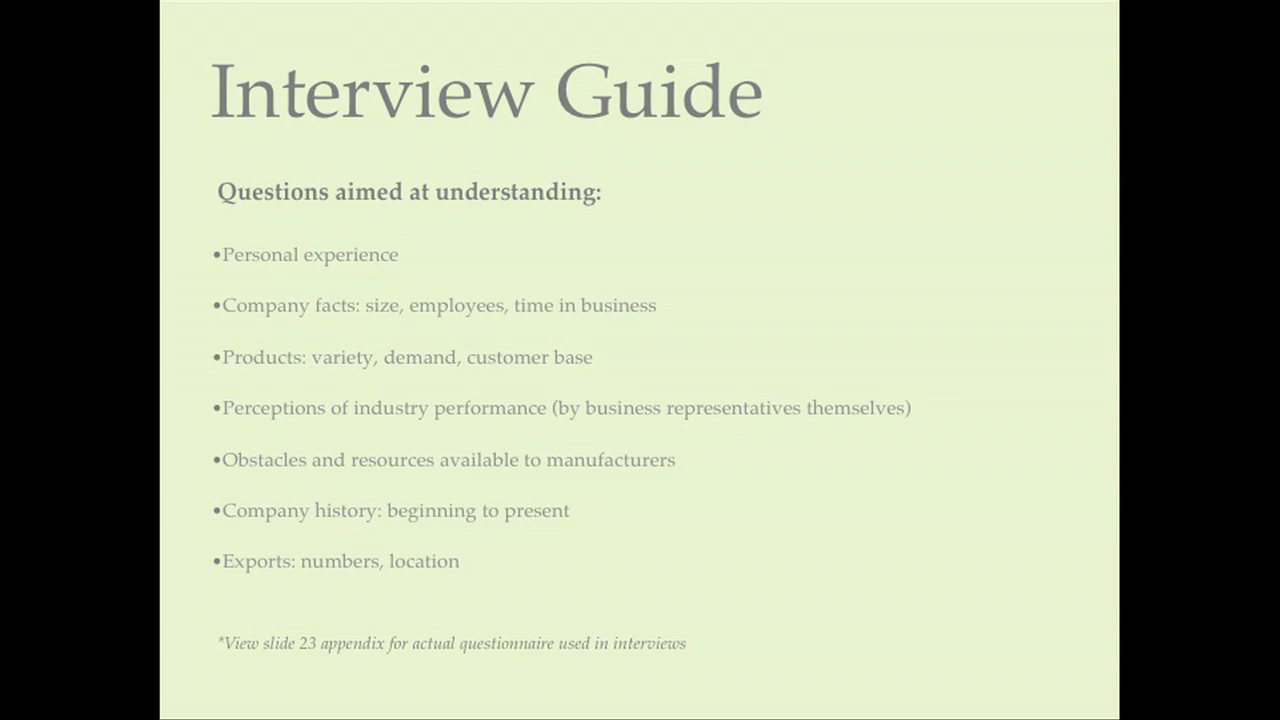 Interview Guide
Questions aimed at understanding:
•Personal experience
•Company facts: size, employees, time in business
•Products: variety, demand, customer base
•Perceptions of industry performance (by business representatives themselves)
•Obstacles and resources available to manufacturers
•Company history: beginning to present
•Exports: numbers, location
*View slide 23 appendix for actual questionnaire used in interviews